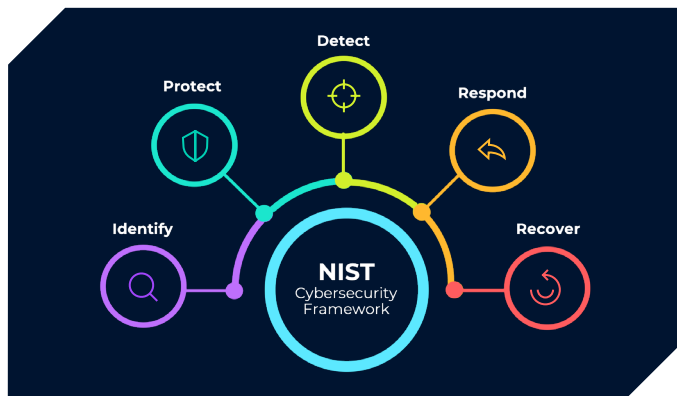 Detect
Protect
Respond
Identify
Recover
NIST
Cybersecurity
Framework